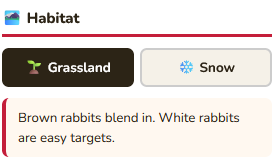 Habitat
Grassland
Snow
Brown rabbits blend in. White rabbits
are easy targets.